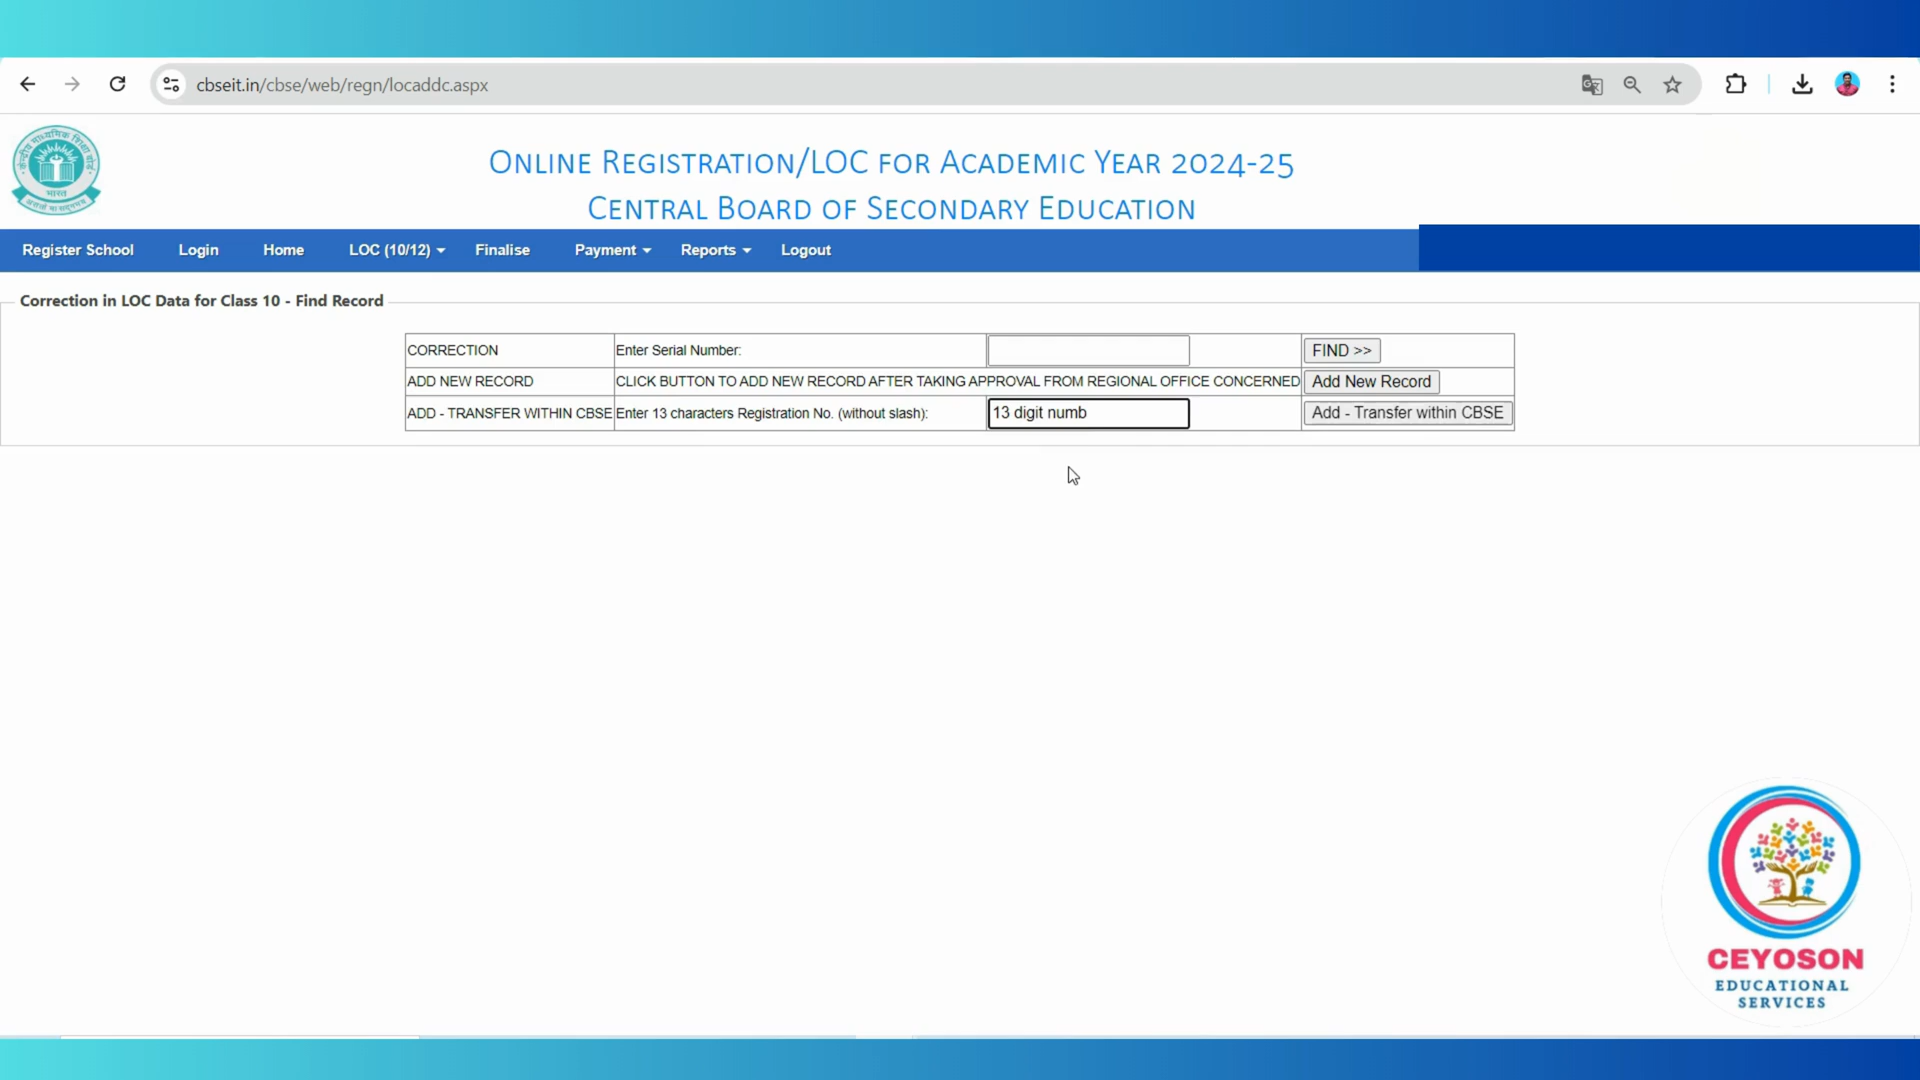 cbseit.in/cbse/web/regn/locaddc.aspx
ONLINE REGISTRATION/LOC FOR ACADEMIC YEAR 2024-25
CENTRAL BOARD OF SECONDARY EDUCATION
भारत
Register School Login Home LOC (10/12) Finalise Payment Reports Logout
Correction in LOC Data for Class 10 - Find Record
CORRECTION Enter Serial Number: FIND >>
ADD NEW RECORD CLICK BUTTON TO ADD NEW RECORD AFTER TAKING APPROVAL FROM REGIONAL OFFICE CONCERNED Add New Record
ADD - TRANSFER WITHIN CBSE Enter 13 characters Registration No. (without slash): 13 digit numb Add - Transfer within CBSE
CEYOSON
EDUCATIONAL
SERVICES